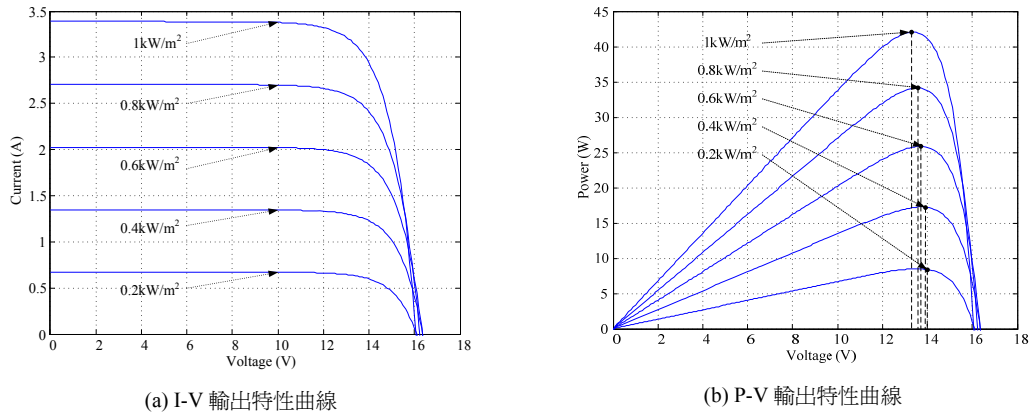 3.5
3
2.5
2
1.5
1
0.5
0
Current (A)
1kW/m²
0.8kW/m²
0.6kW/m²
0.4kW/m²
0.2kW/m²
0 2 4 6 8 10 12 14 16 18
Voltage (V)
(a) I-V 輸出特性曲線
45
40
35
30
25
20
15
10
5
0
Power (W)
1kW/m²
0.8kW/m²
0.6kW/m²
0.4kW/m²
0.2kW/m²
0 2 4 6 8 10 12 14 16 18
Voltage (V)
(b) P-V 輸出特性曲線